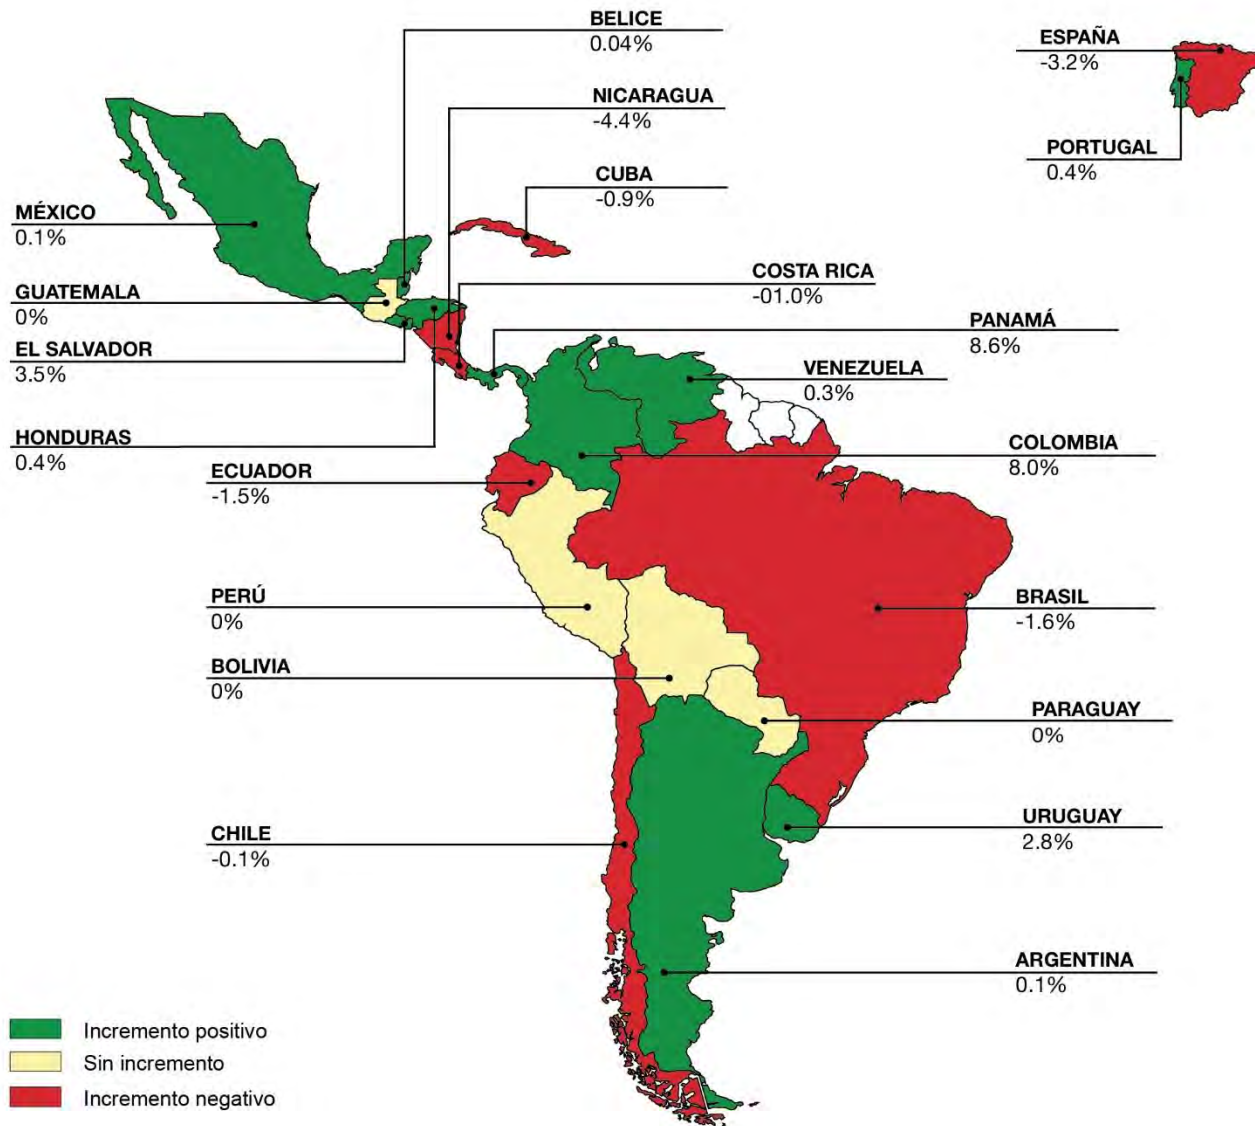 BELICE
0.04%
ESPAÑA
-3.2%
NICARAGUA
-4.4%
PORTUGAL
0.4%
CUBA
-0.9%
MÉXICO
0.1%
COSTA RICA
-01.0%
GUATEMALA
0%
PANAMÁ
8.6%
EL SALVADOR
3.5%
VENEZUELA
0.3%
HONDURAS
0.4%
COLOMBIA
8.0%
ECUADOR
-1.5%
PERÚ
0%
BRASIL
-1.6%
BOLIVIA
0%
PARAGUAY
0%
URUGUAY
2.8%
CHILE
-0.1%
ARGENTINA
0.1%
Incremento positivo
Sin incremento
Incremento negativo